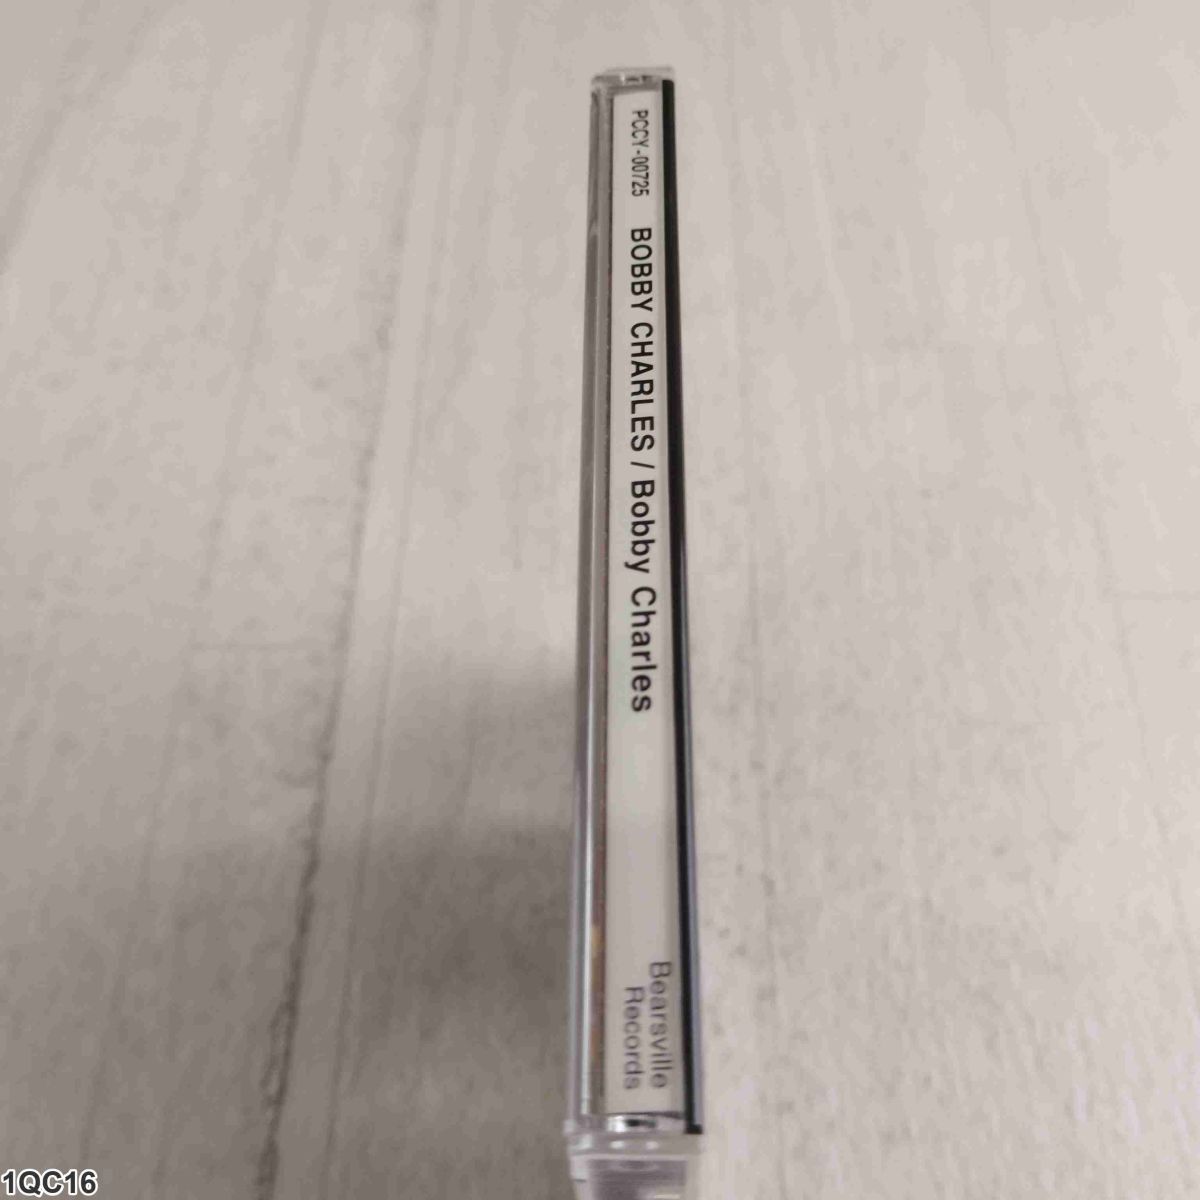 PCCY-00725 BOBBY CHARLES / Bobby Charles
Bearsville
Records
1QC16